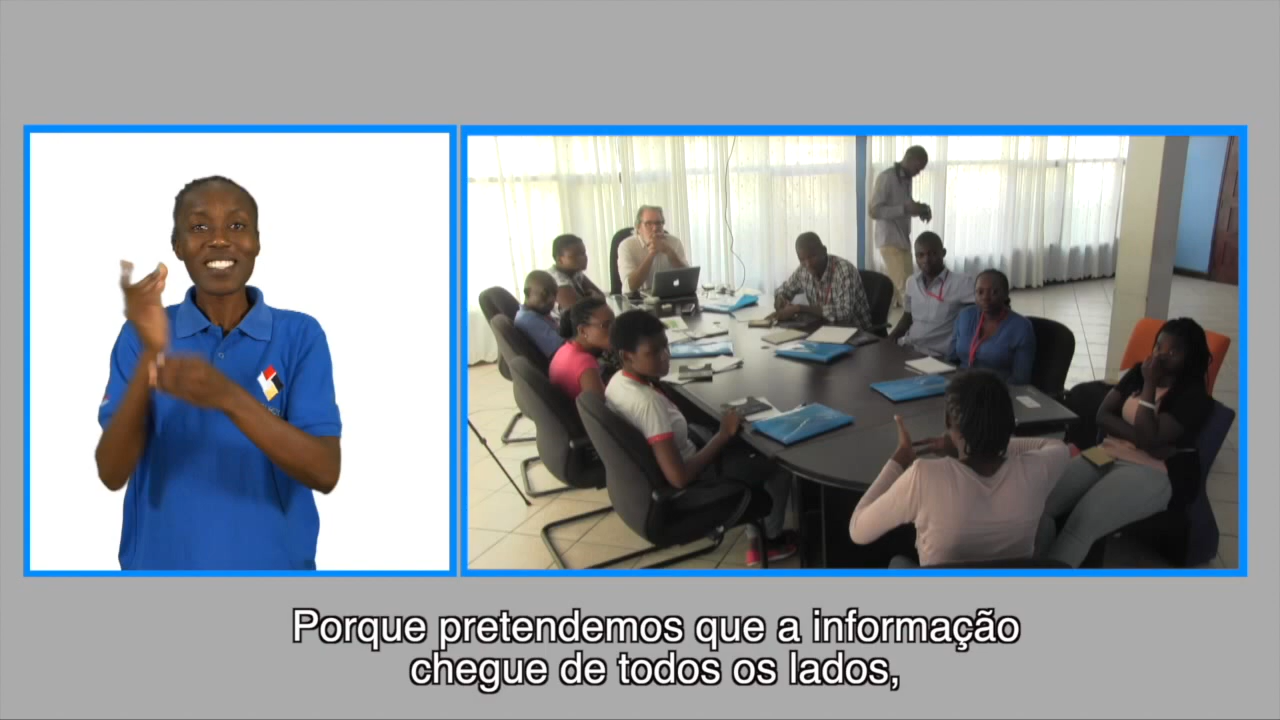 Porque pretendemos que a informação
chegue de todos os lados,